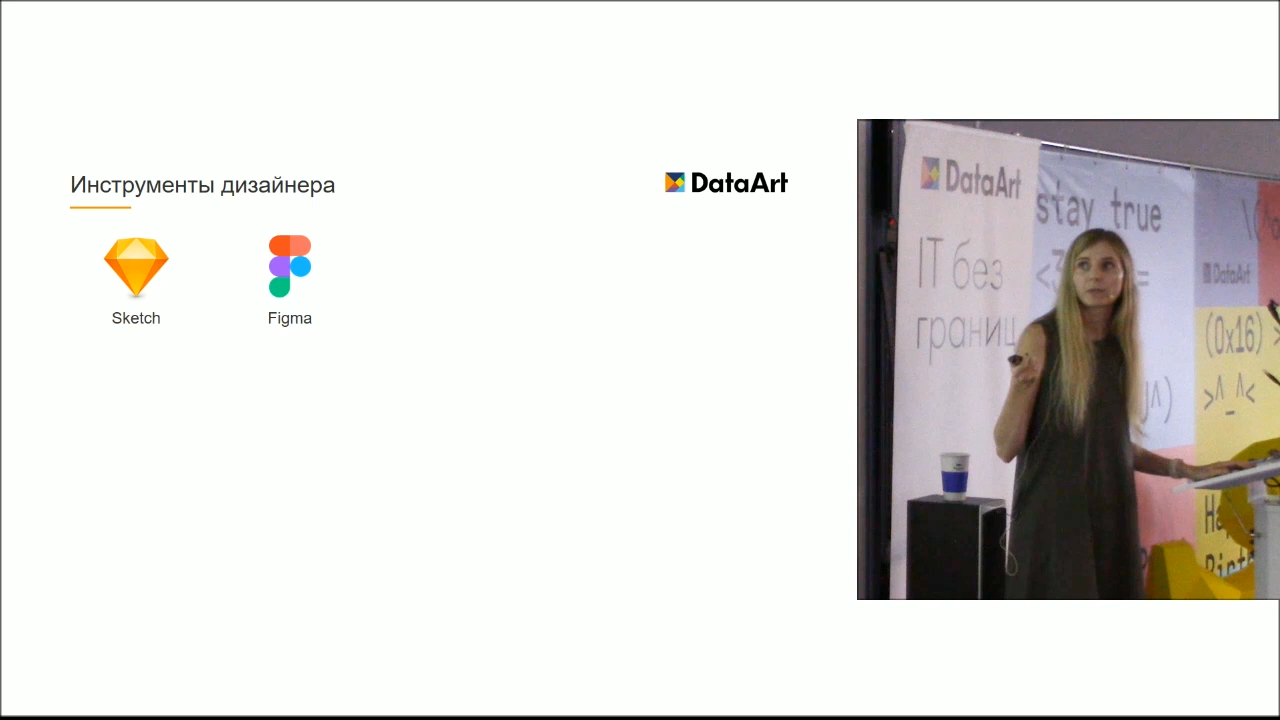 Инструменты дизайнера
Sketch
Figma
DataArt
DataArt
IT без
границ
stay true
DataArt
(0x16)
>^_^<